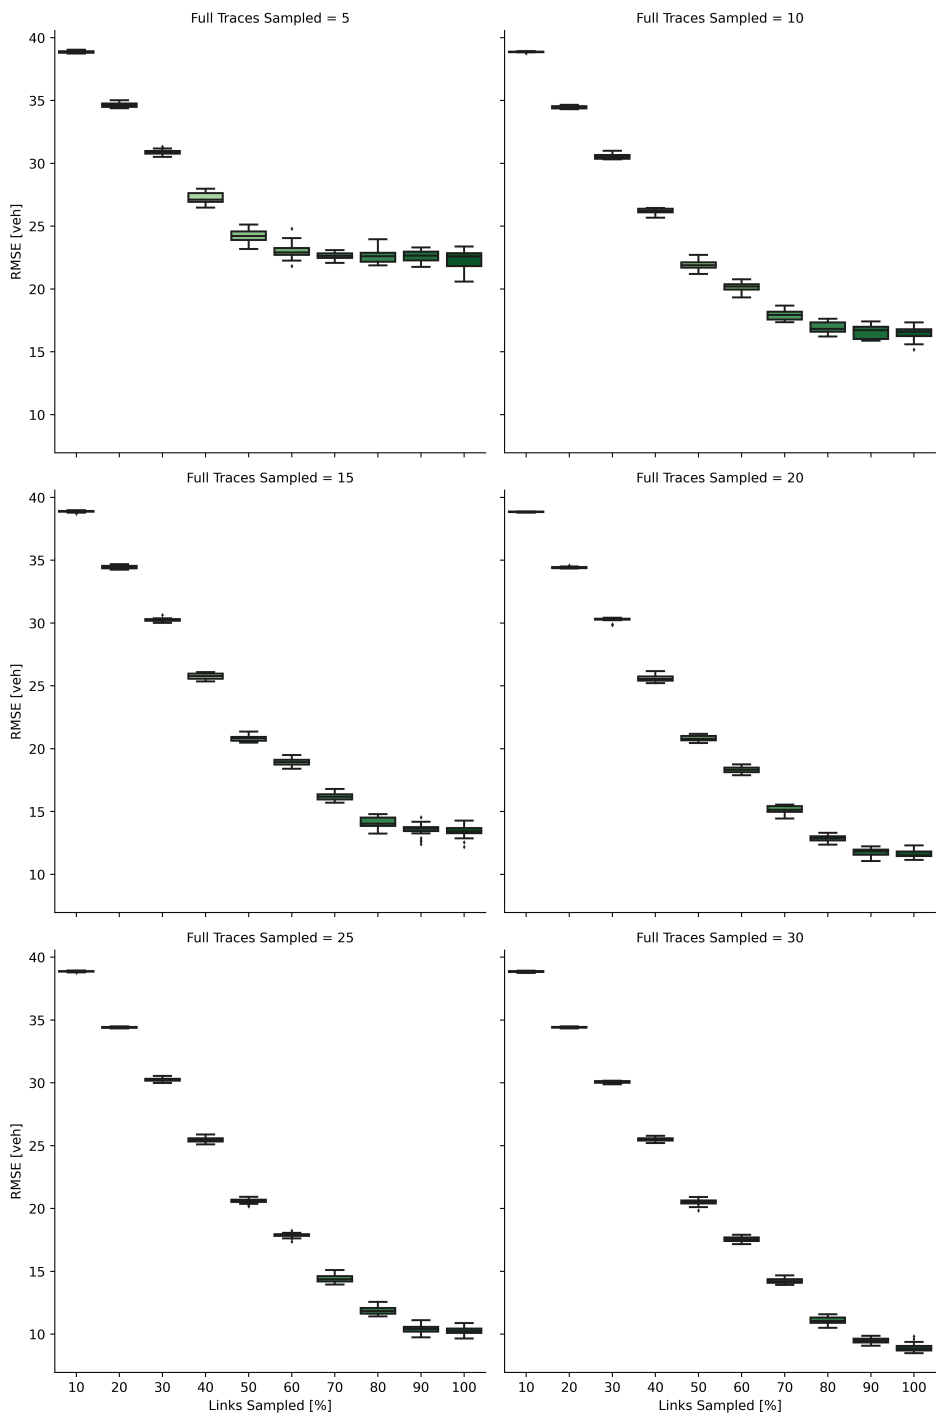 Full Traces Sampled = 5
Full Traces Sampled = 10
40
35
30
25
20
15
10
RMSE [veh]
Full Traces Sampled = 15
Full Traces Sampled = 20
40
35
30
25
20
15
10
RMSE [veh]
Full Traces Sampled = 25
Full Traces Sampled = 30
40
35
30
25
20
15
10
RMSE [veh]
10 20 30 40 50 60 70 80 90 100
10 20 30 40 50 60 70 80 90 100
Links Sampled [%]
Links Sampled [%]